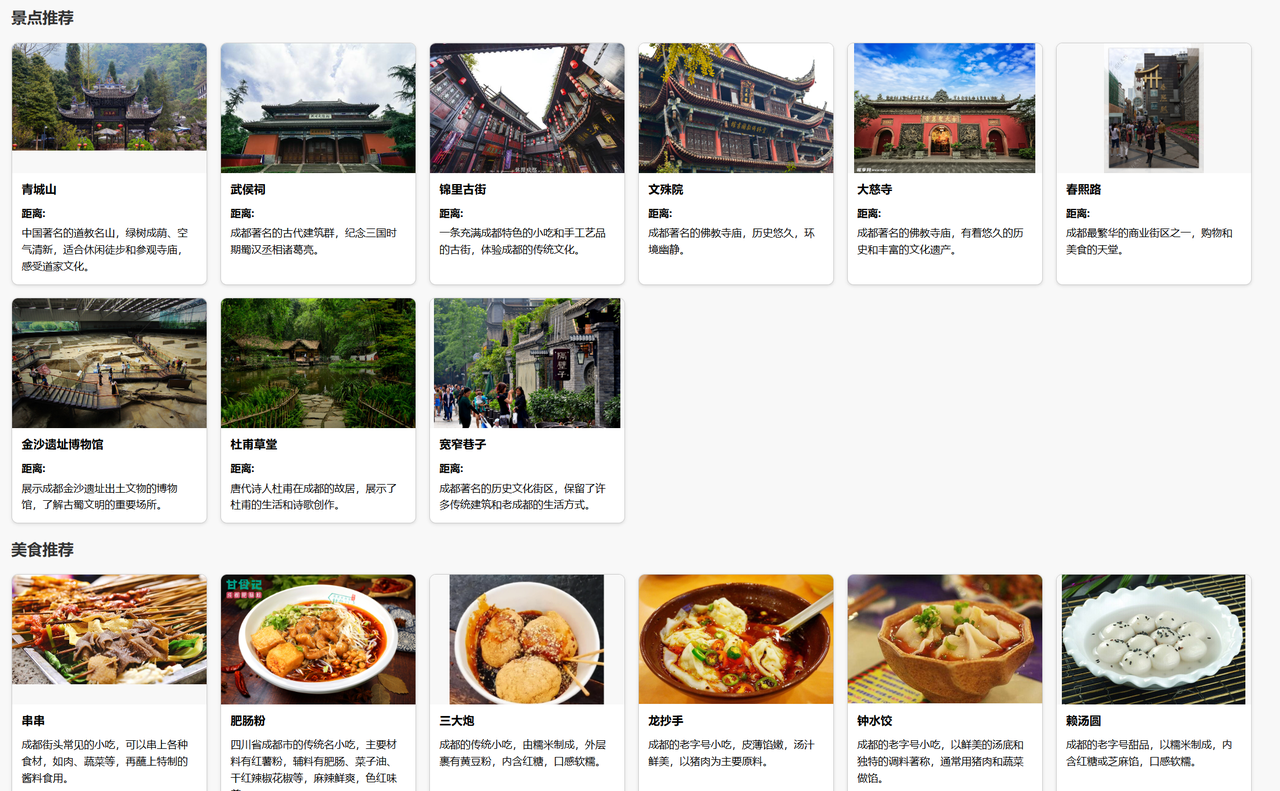 景点推荐
青城山
距离:
中国著名的道教名山，绿树成荫、空
气清新，适合休闲徒步和参观寺庙，
感受道家文化。
武侯祠
距离:
成都著名的古代建筑群，纪念三国时
期蜀汉丞相诸葛亮。
锦里古街
距离:
一条充满成都特色的小吃和手工艺品
的古街，体验成都的传统文化。
文殊院
距离:
成都著名的佛教寺庙，历史悠久，环
境幽静。
大慈寺
距离:
成都著名的佛教寺庙，有着悠久的历
史和丰富的文化遗产。
春熙路
距离:
成都最繁华的商业街区之一，购物和
美食的天堂。
金沙遗址博物馆
距离:
展示成都金沙遗址出土文物的博物
馆，了解古蜀文明的重要场所。
杜甫草堂
距离:
唐代诗人杜甫在成都的故居，展示了
杜甫的生活和诗歌创作。
隔壁子
宽窄巷子
距离:
成都著名的历史文化街区，保留了许
多传统建筑和老成都的生活方式。
美食推荐
串串
成都街头常见的小吃，可以串上各种
食材，如肉、蔬菜等，再蘸上特制的
酱料食用。
甘食记
肥肠粉
四川省成都市的传统名小吃，主要材
料有红薯粉，辅料有肥肠、菜子油、
干红辣椒花椒等，麻辣鲜爽，色红味
三大炮
成都的传统小吃，由糯米制成，外层
裹有黄豆粉，内含红糖，口感软糯。
龙抄手
成都的老字号小吃，皮薄馅嫩，汤汁
鲜美，以猪肉为主要原料。
钟水饺
成都的老字号小吃，以鲜美的汤底和
独特的调料著称，通常用猪肉和蔬菜
做馅。
赖汤圆
成都的老字号甜品，以糯米制成，内
含红糖或芝麻馅，口感软糯。